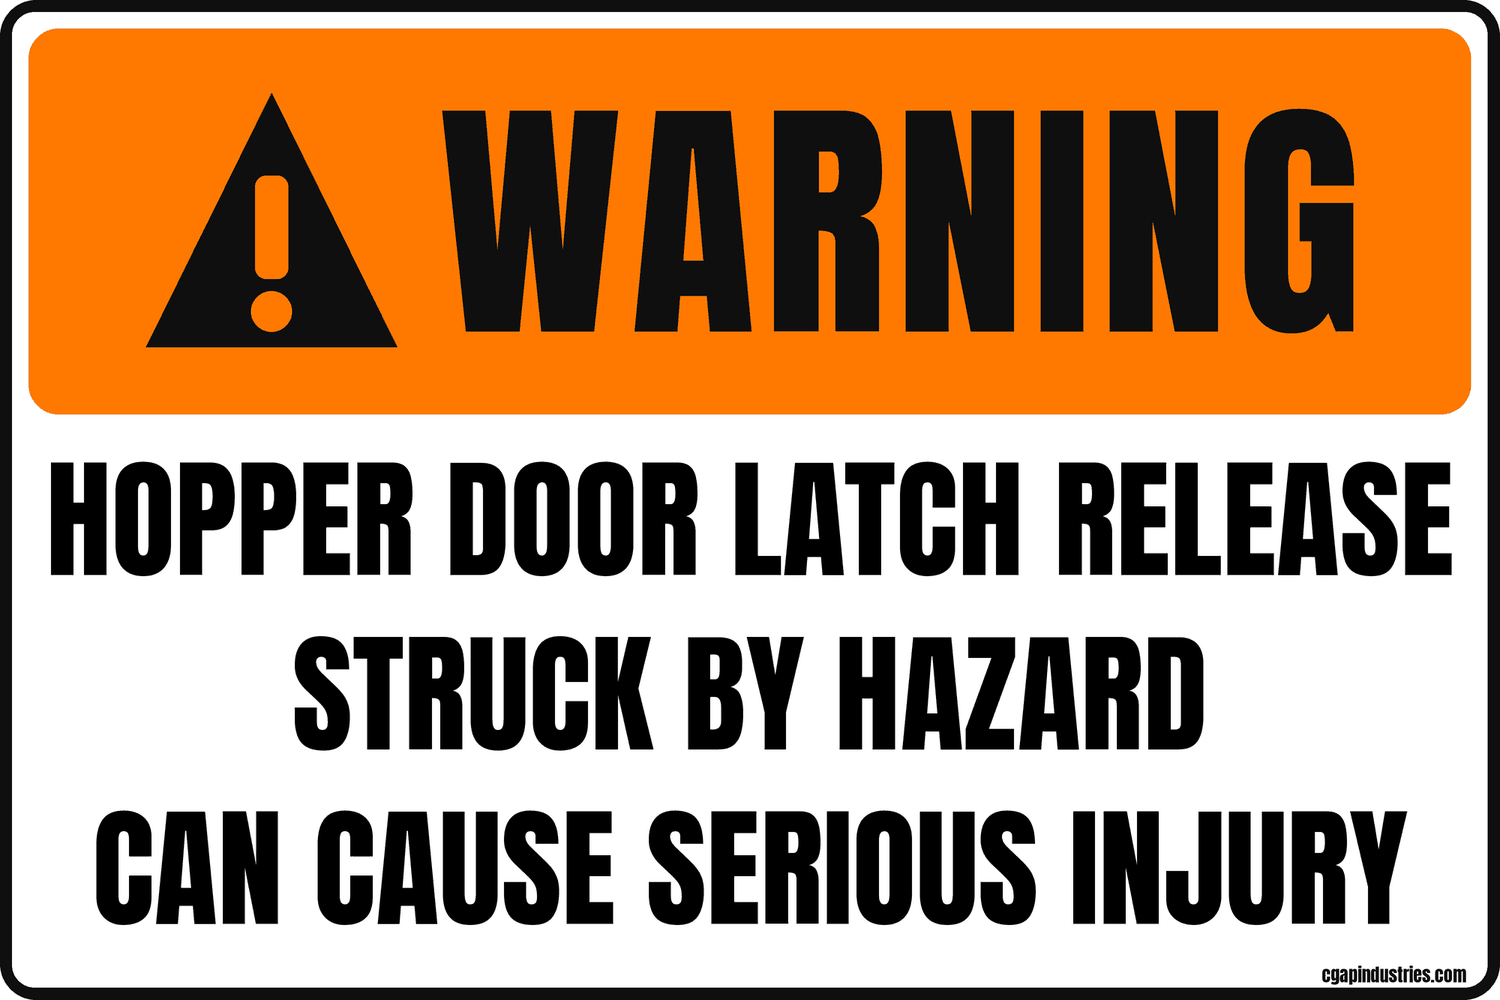 WARNING
HOPPER DOOR LATCH RELEASE
STRUCK BY HAZARD
CAN CAUSE SERIOUS INJURY
cgapindustries.com